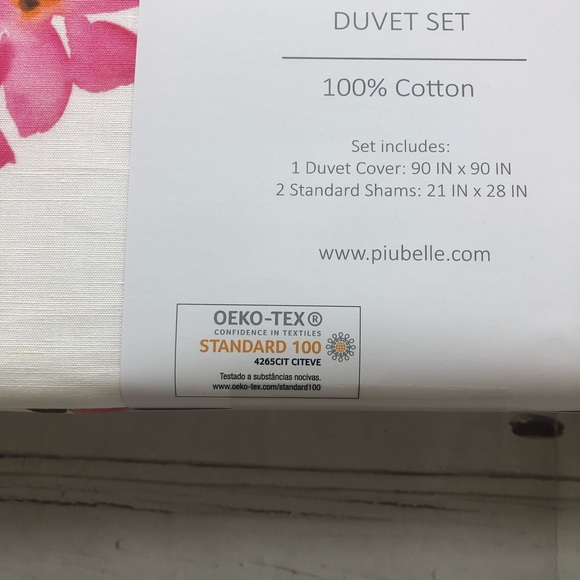 DUVET SET
100% Cotton
Set includes:
1 Duvet Cover: 90 IN x 90 IN
2 Standard Shams: 21 IN x 28 IN
www.piubelle.com
OEKO-TEX®
CONFIDENCE IN TEXTILES
STANDARD 100
4265CIT CITEVE
Testado a substâncias nocivas.
www.oeko-tex.com/standard100